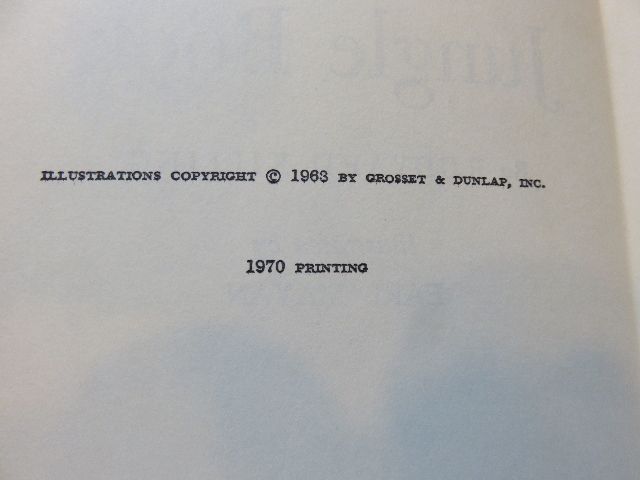 ILLUSTRATIONS COPYRIGHT © 1963 BY GROSSET & DUNLAP, INC.
1970 PRINTING